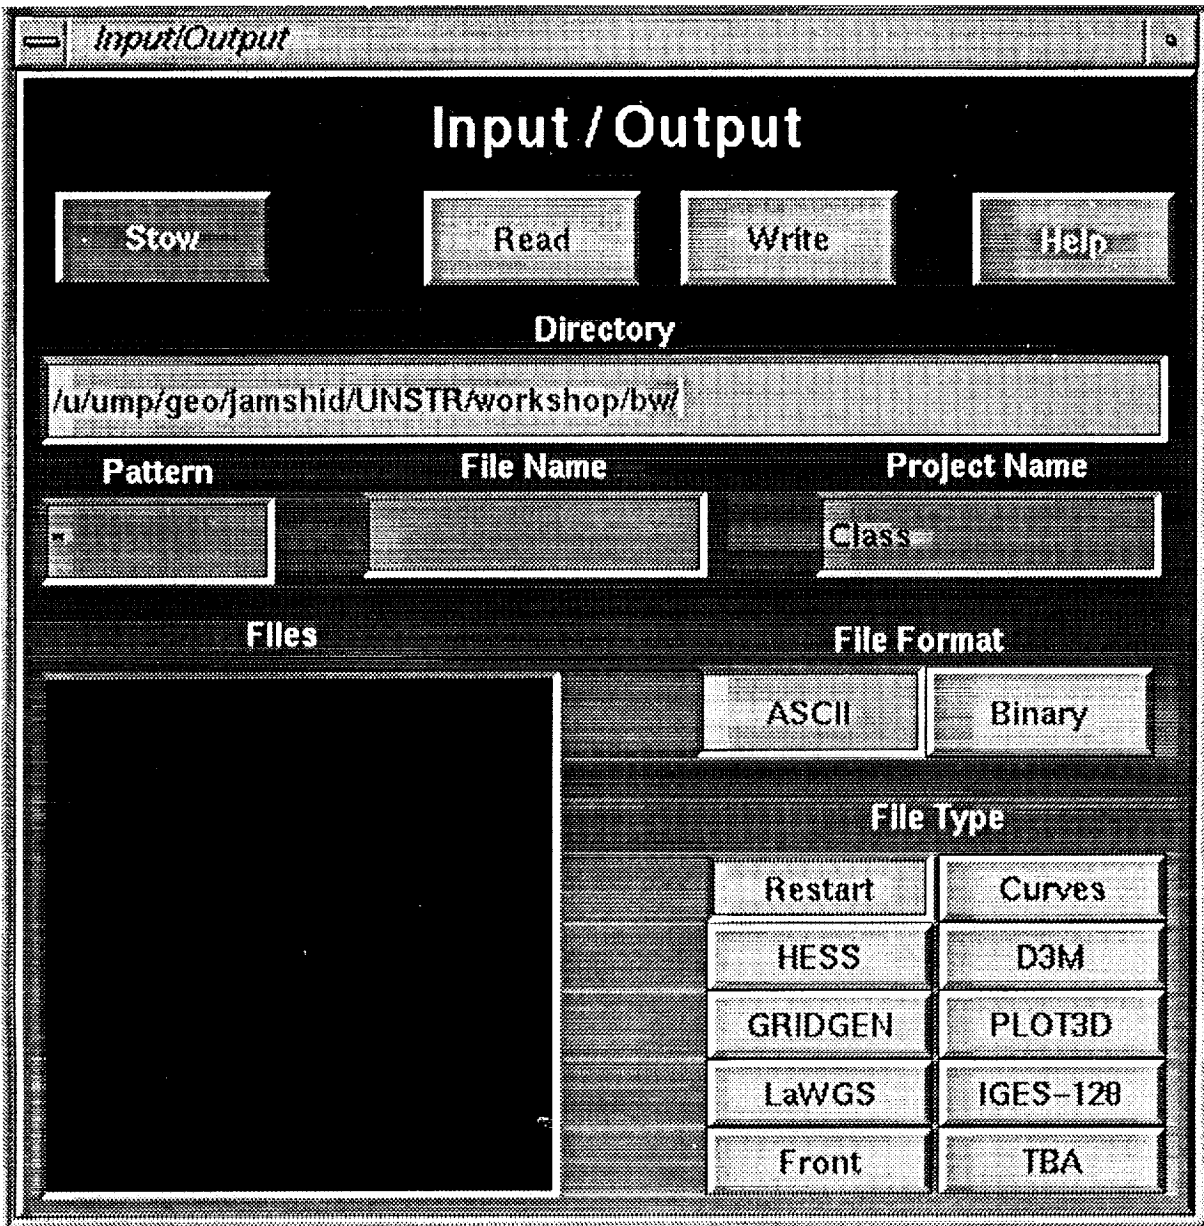 Input/Output
Input / Output
Stow Read Write Help
Directory
/u/ump/geo/jamshid/UNSTR/workshop/bw/
Pattern File Name Project Name
* Class
Files File Format
ASCII Binary
File Type
Restart Curves
HESS D3M
GRIDGEN PLOT3D
LaWGS IGES-128
Front TBA